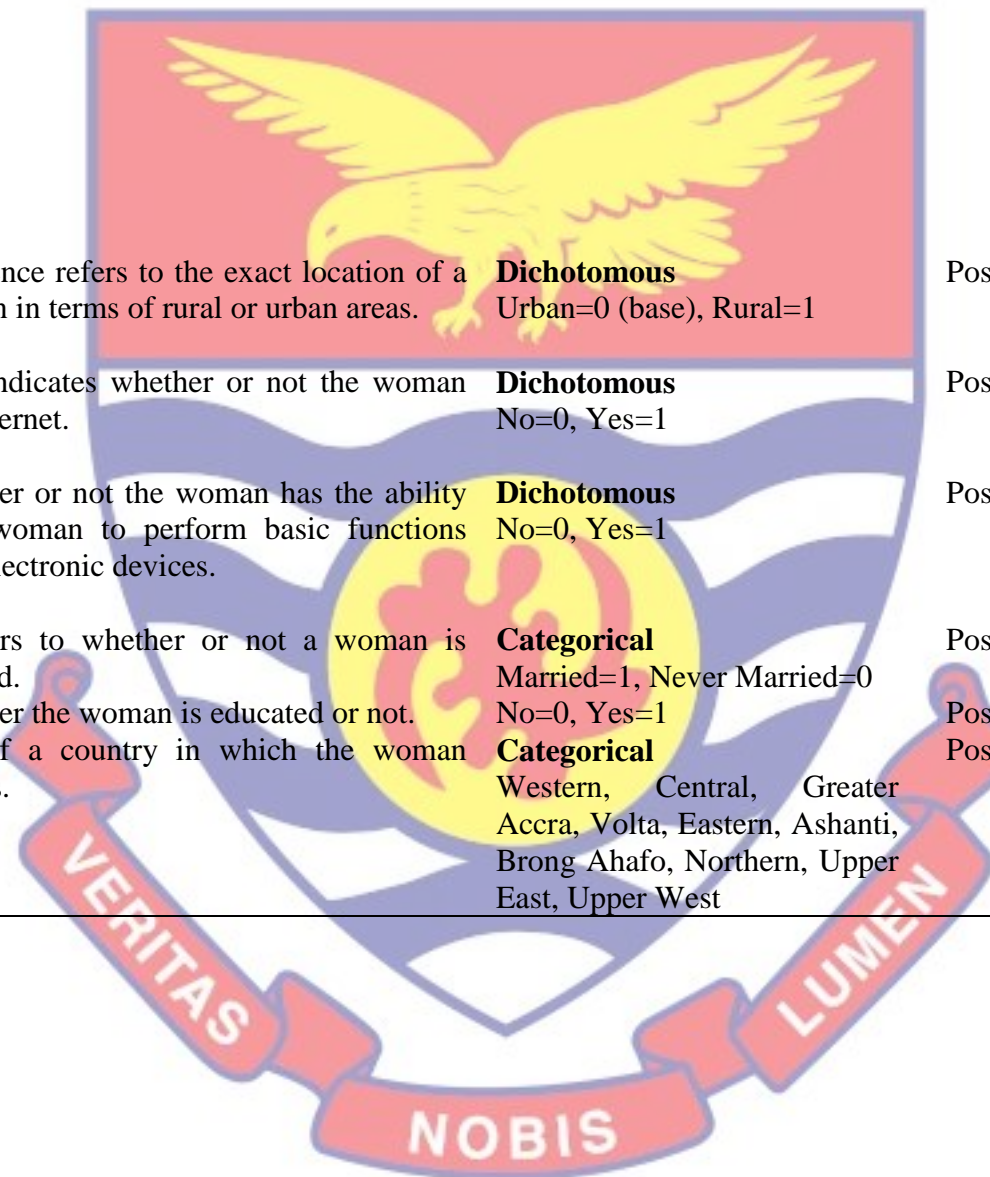 ence refers to the exact location of a Dichotomous Pos
n in terms of rural or urban areas. Urban=0 (base), Rural=1
ndicates whether or not the woman Dichotomous Pos
ernet. No=0, Yes=1
er or not the woman has the ability Dichotomous Pos
woman to perform basic functions No=0, Yes=1
lectronic devices.
rs to whether or not a woman is Categorical Pos
d. Married=1, Never Married=0
er the woman is educated or not. No=0, Yes=1 Pos
f a country in which the woman Categorical Pos
s. Western, Central, Greater
Accra, Volta, Eastern, Ashanti,
Brong Ahafo, Northern, Upper
East, Upper West
VERITAS
NOBIS
LUMEN